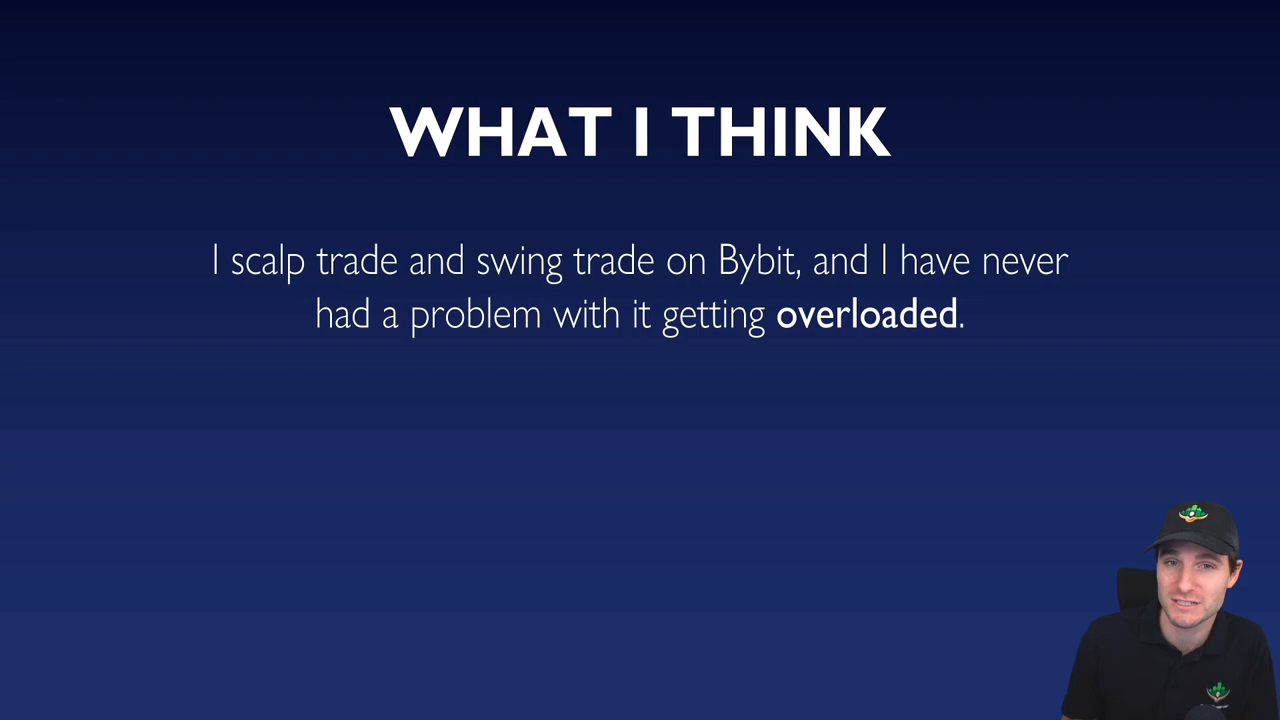 WHAT I THINK
I scalp trade and swing trade on Bybit, and I have never
had a problem with it getting overloaded.